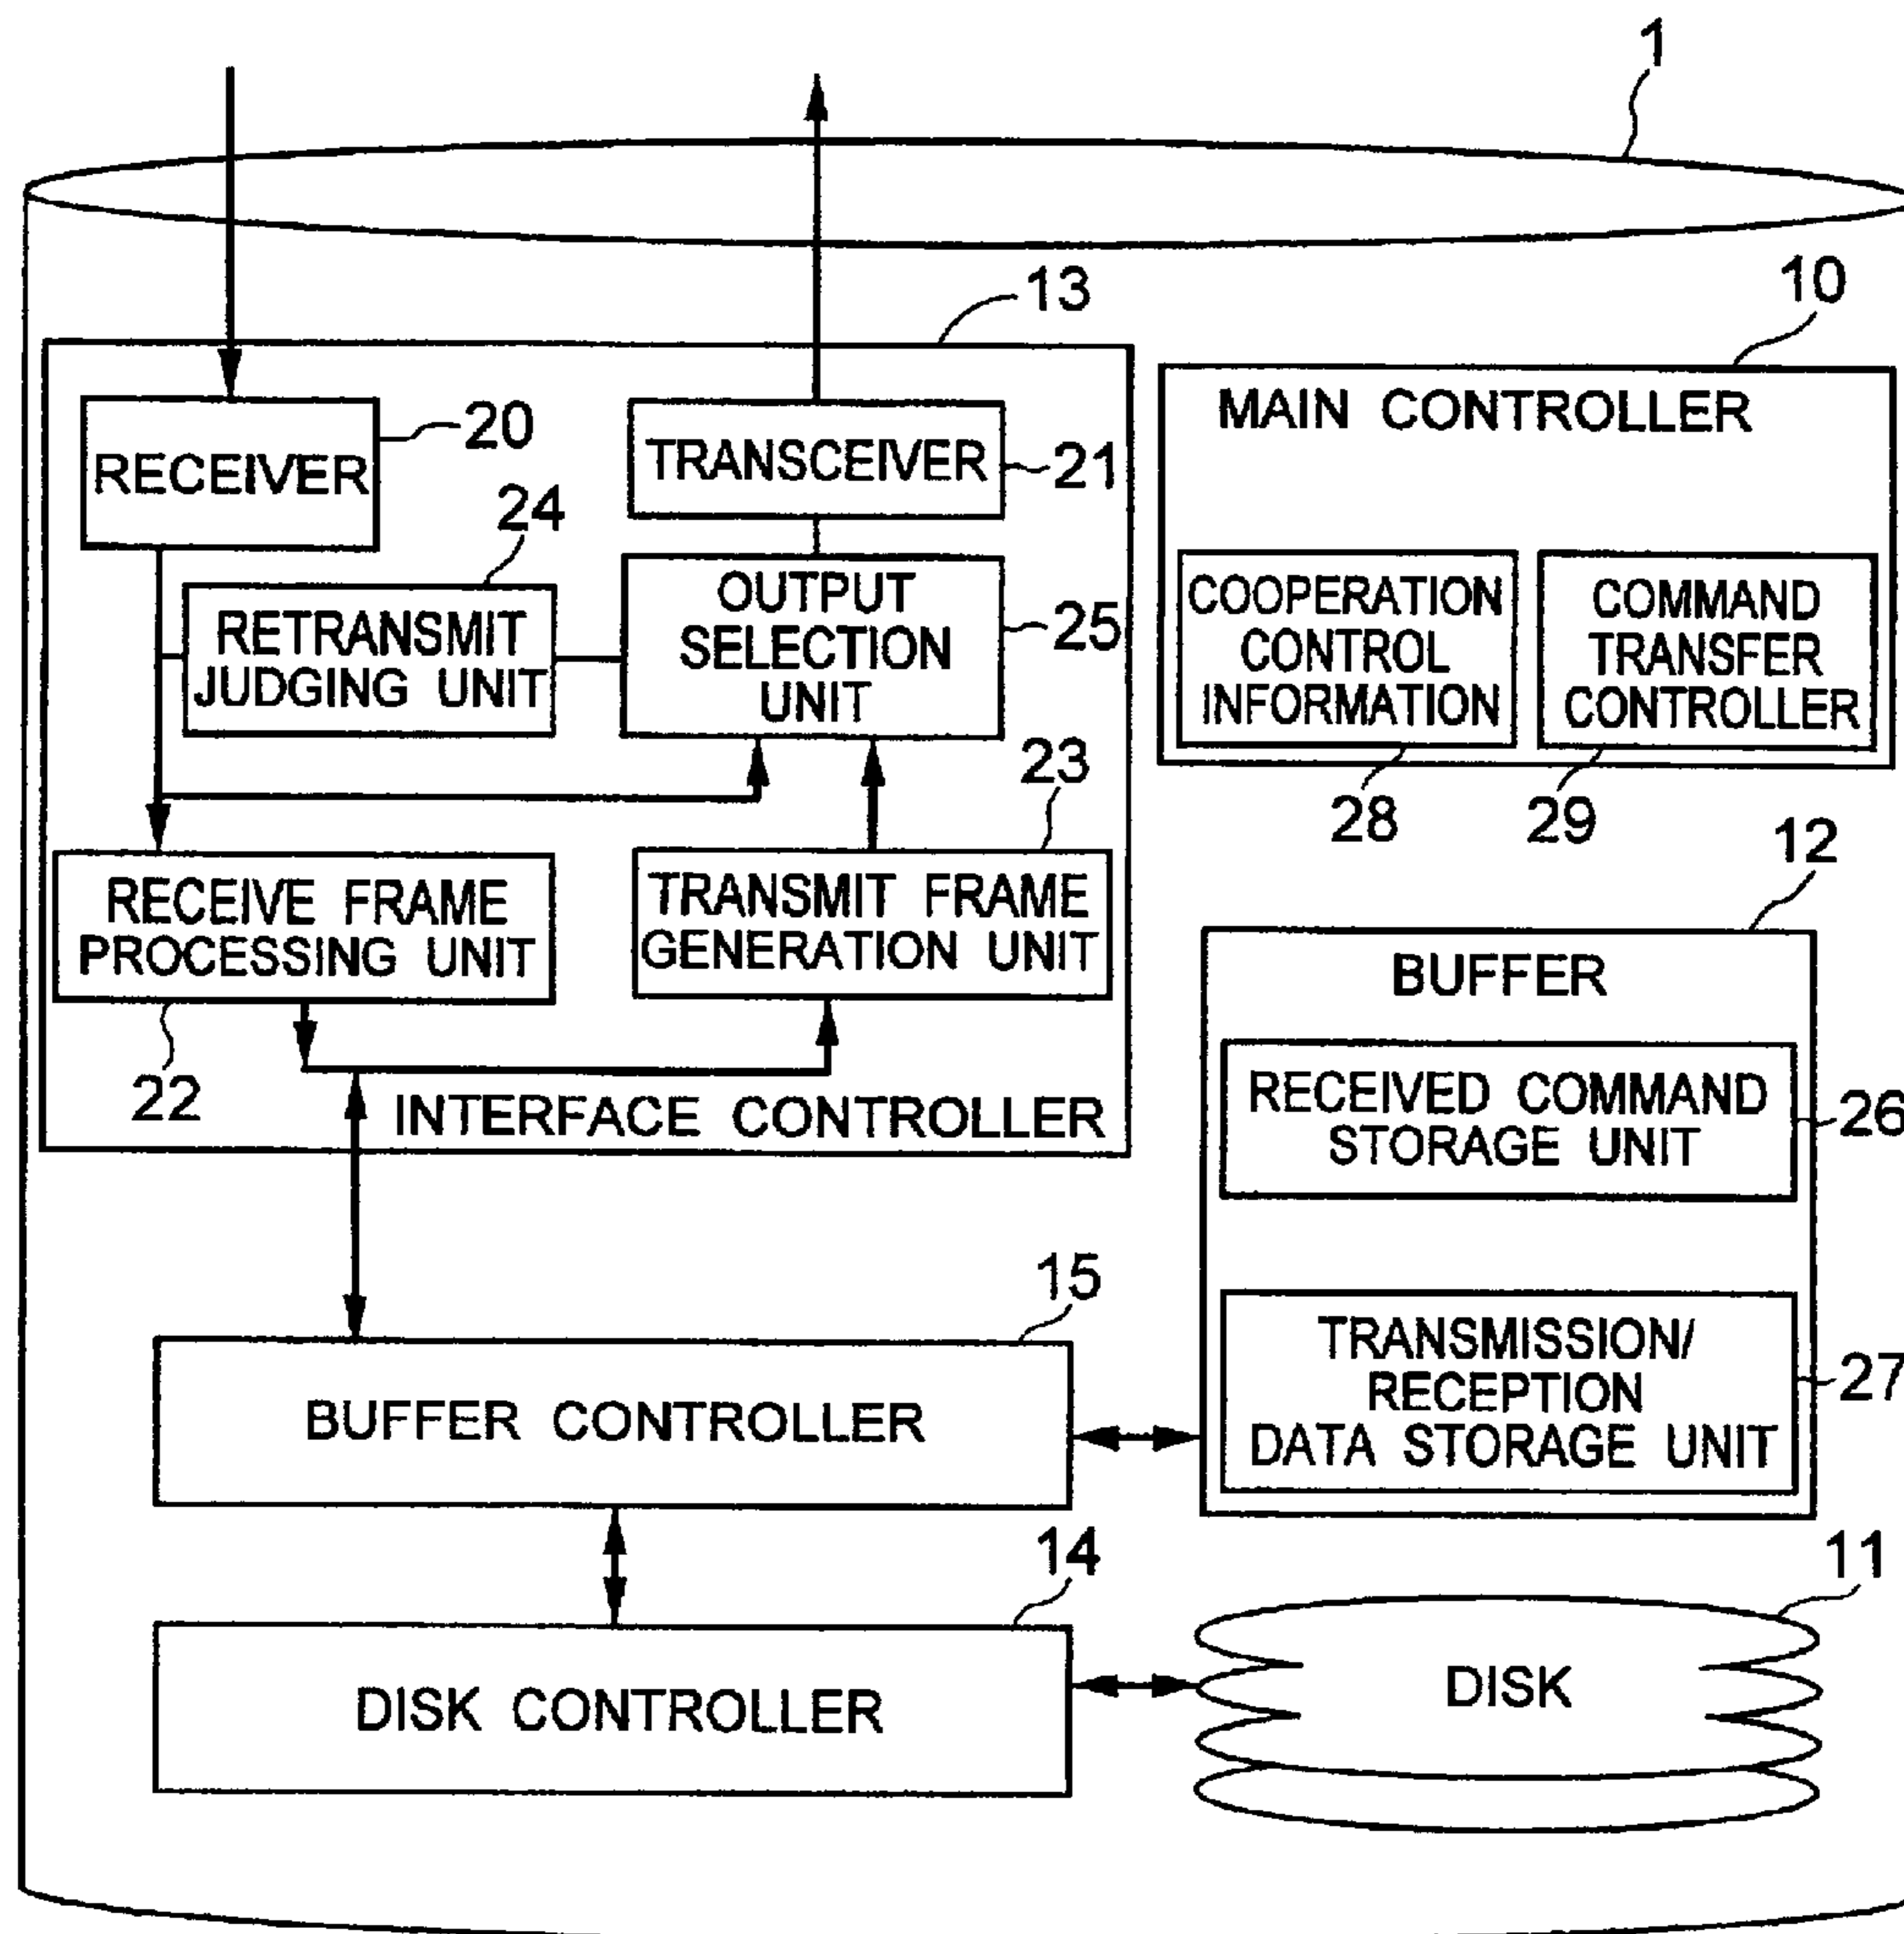 1
13
10
MAIN CONTROLLER
RECEIVER
20
TRANSCEIVER
21
24
RETRANSMIT
JUDGING UNIT
OUTPUT
SELECTION
UNIT
25
COOPERATION
CONTROL
INFORMATION
COMMAND
TRANSFER
CONTROLLER
28
29
23
RECEIVE FRAME
PROCESSING UNIT
TRANSMIT FRAME
GENERATION UNIT
22
INTERFACE CONTROLLER
12
BUFFER
RECEIVED COMMAND
STORAGE UNIT
26
TRANSMISSION/
RECEPTION
DATA STORAGE UNIT
27
15
BUFFER CONTROLLER
14
DISK CONTROLLER
11
DISK